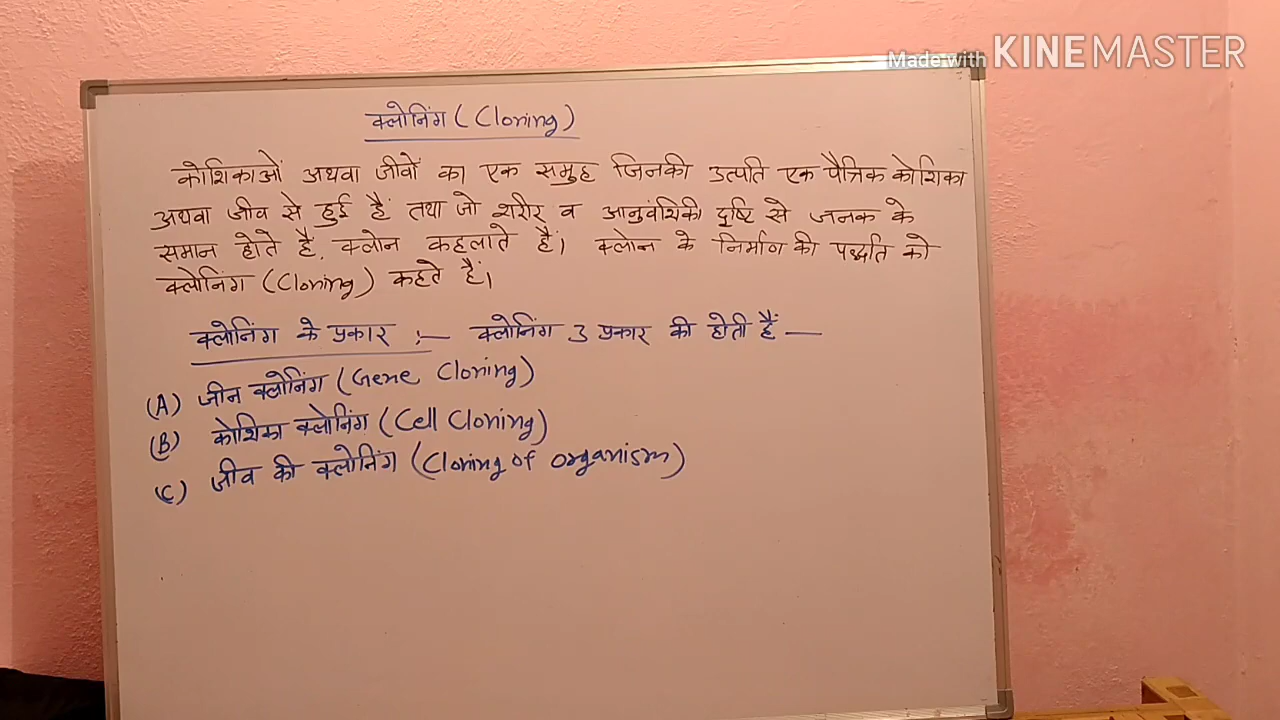 Made with KINEMASTER
क्लोनिंग (Cloning)
कोशिकाओं अथवा जीवों का एक समुह जिनकी उत्पति एक पैत्रिक कोशिका
अथवा जीव से हुई हैं तथा जो शरीर व आनुवंशिकी दृष्टि से जनक के
समान होते हैं, क्लोन कहलाते हैं। क्लोन के निर्माण की पद्धति को
क्लोनिंग (Cloning) कहते हैं।
क्लोनिंग के प्रकार :— क्लोनिंग 3 प्रकार की होती हैं —
(A) जीन क्लोनिंग (Gene Cloning)
(B) कोशिका क्लोनिंग (Cell Cloning)
(C) जीव की क्लोनिंग (Cloning of organism)